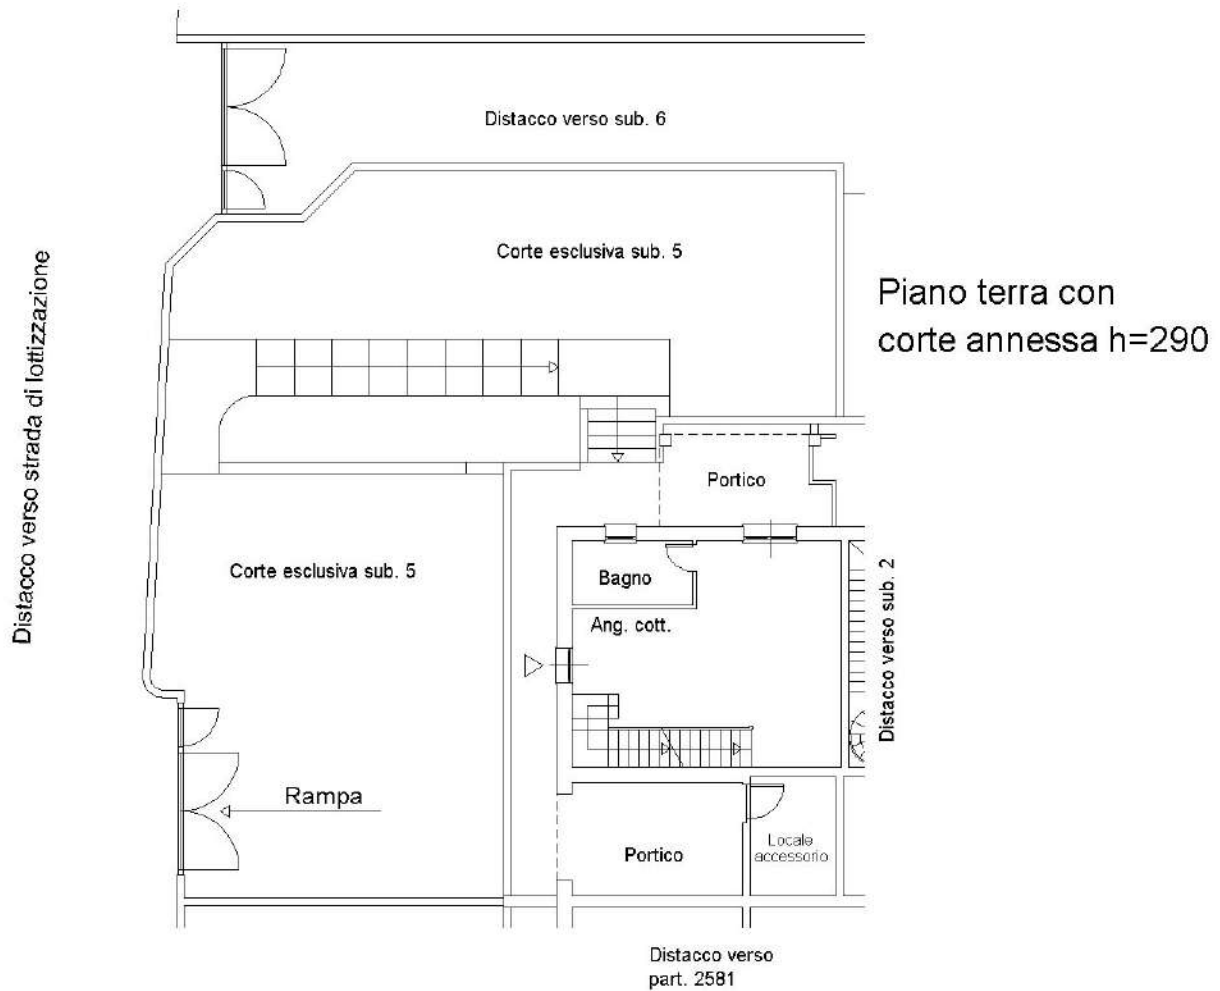 Distacco verso sub. 6
Corte esclusiva sub. 5
Piano terra con
corte annessa h=290
Distacco verso strada di lottizzazione
Portico
Corte esclusiva sub. 5
Bagno
Ang. cott.
Distacco verso sub. 2
Rampa
Portico
Locale
accessorio
Distacco verso
part. 2581